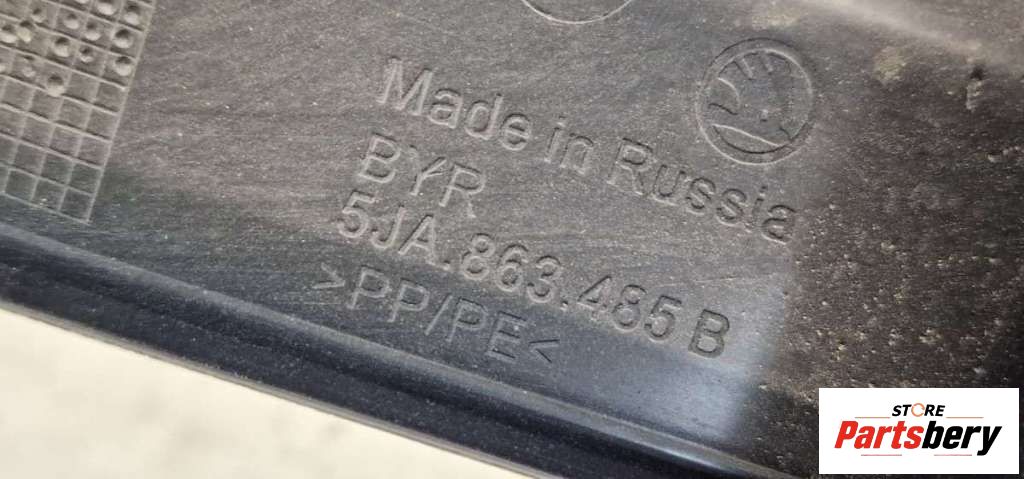 Made in Russia
BYR
5JA.863.485 B
>PP/PE<
STORE
Partsbery